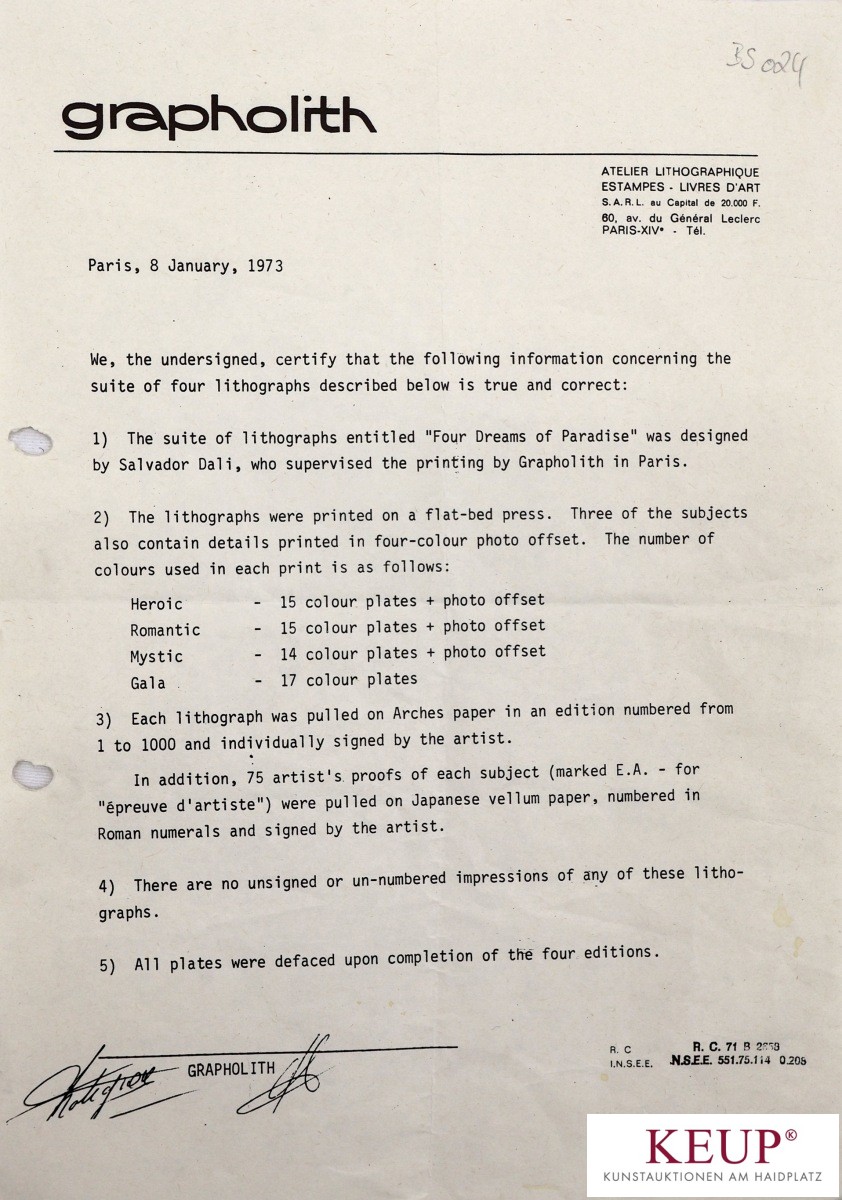 BS 024
grapholith
ATELIER LITHOGRAPHIQUE
ESTAMPES - LIVRES D'ART
S.A.R.L. au Capital de 20.000 F.
60, av. du Général Leclerc
PARIS-XIVe - Tél.
Paris, 8 January, 1973
We, the undersigned, certify that the following information concerning the
suite of four lithographs described below is true and correct:
1) The suite of lithographs entitled "Four Dreams of Paradise" was designed
by Salvador Dali, who supervised the printing by Grapholith in Paris.
2) The lithographs were printed on a flat-bed press. Three of the subjects
also contain details printed in four-colour photo offset. The number of
colours used in each print is as follows:
Heroic - 15 colour plates + photo offset
Romantic - 15 colour plates + photo offset
Mystic - 14 colour plates + photo offset
Gala - 17 colour plates
3) Each lithograph was pulled on Arches paper in an edition numbered from
1 to 1000 and individually signed by the artist.
In addition, 75 artist's proofs of each subject (marked E.A. - for
"épreuve d'artiste") were pulled on Japanese vellum paper, numbered in
Roman numerals and signed by the artist.
4) There are no unsigned or un-numbered impressions of any of these litho-
graphs.
5) All plates were defaced upon completion of the four editions.
GRAPHOLITH
R. C R. C. 71 B
I.N.S.E.E. .N.S.E.E. 551.75.114 0.208
KEUP®
KUNSTAUKTIONEN AM HAIDPLATZ